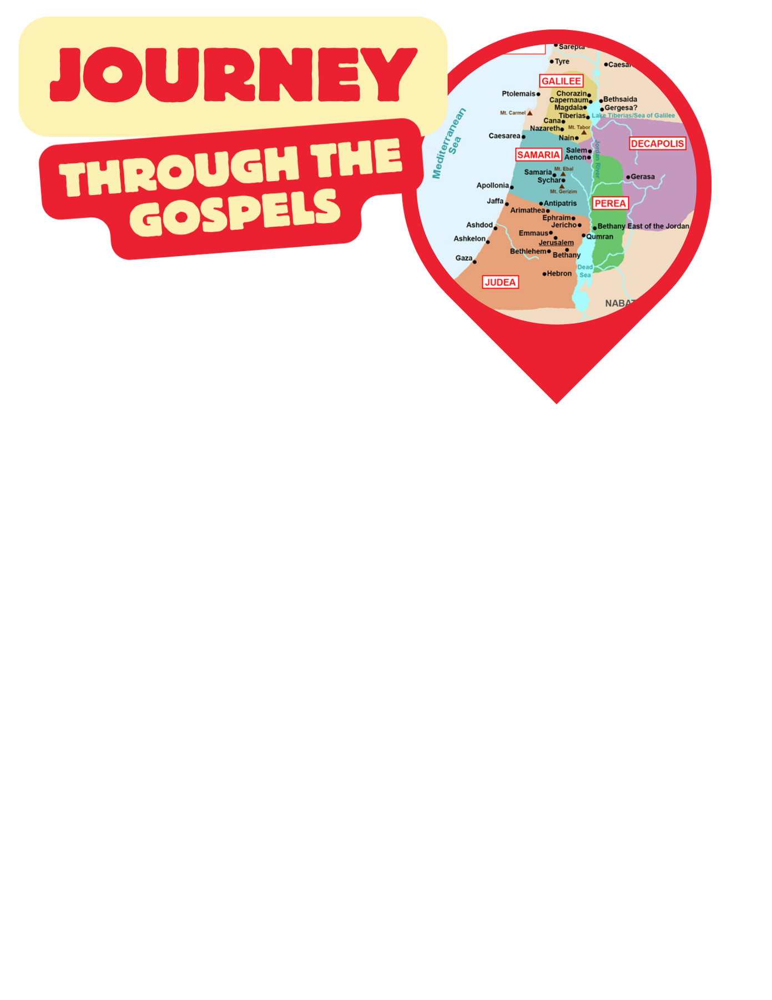 JOURNEY
THROUGH THE
GOSPELS
Sarepta
Tyre
GALILEE
Ptolemais
Chorazin
Capernaum
Bethsaida
Magdala
Gergesa?
Mt. Carmel
Tiberias
Lake Tiberias/Sea of Galilee
Cana
Nazareth
Mt. Tabor
Caesarea
Nain
Mediterranean
Sea
DECAPOLIS
SAMARIA
Salem
Aenon
Jordan River
Mt. Ebal
Samaria
Sychar
Gerasa
Mt. Gerizim
Apollonia
Jaffa
Antipatris
PEREA
Arimathea
Ephraim
Jericho
Ashdod
Bethany East of the Jordan
Emmaus
Qumran
Ashkelon
Jerusalem
Bethlehem
Bethany
Gaza
Dead
Sea
Hebron
JUDEA